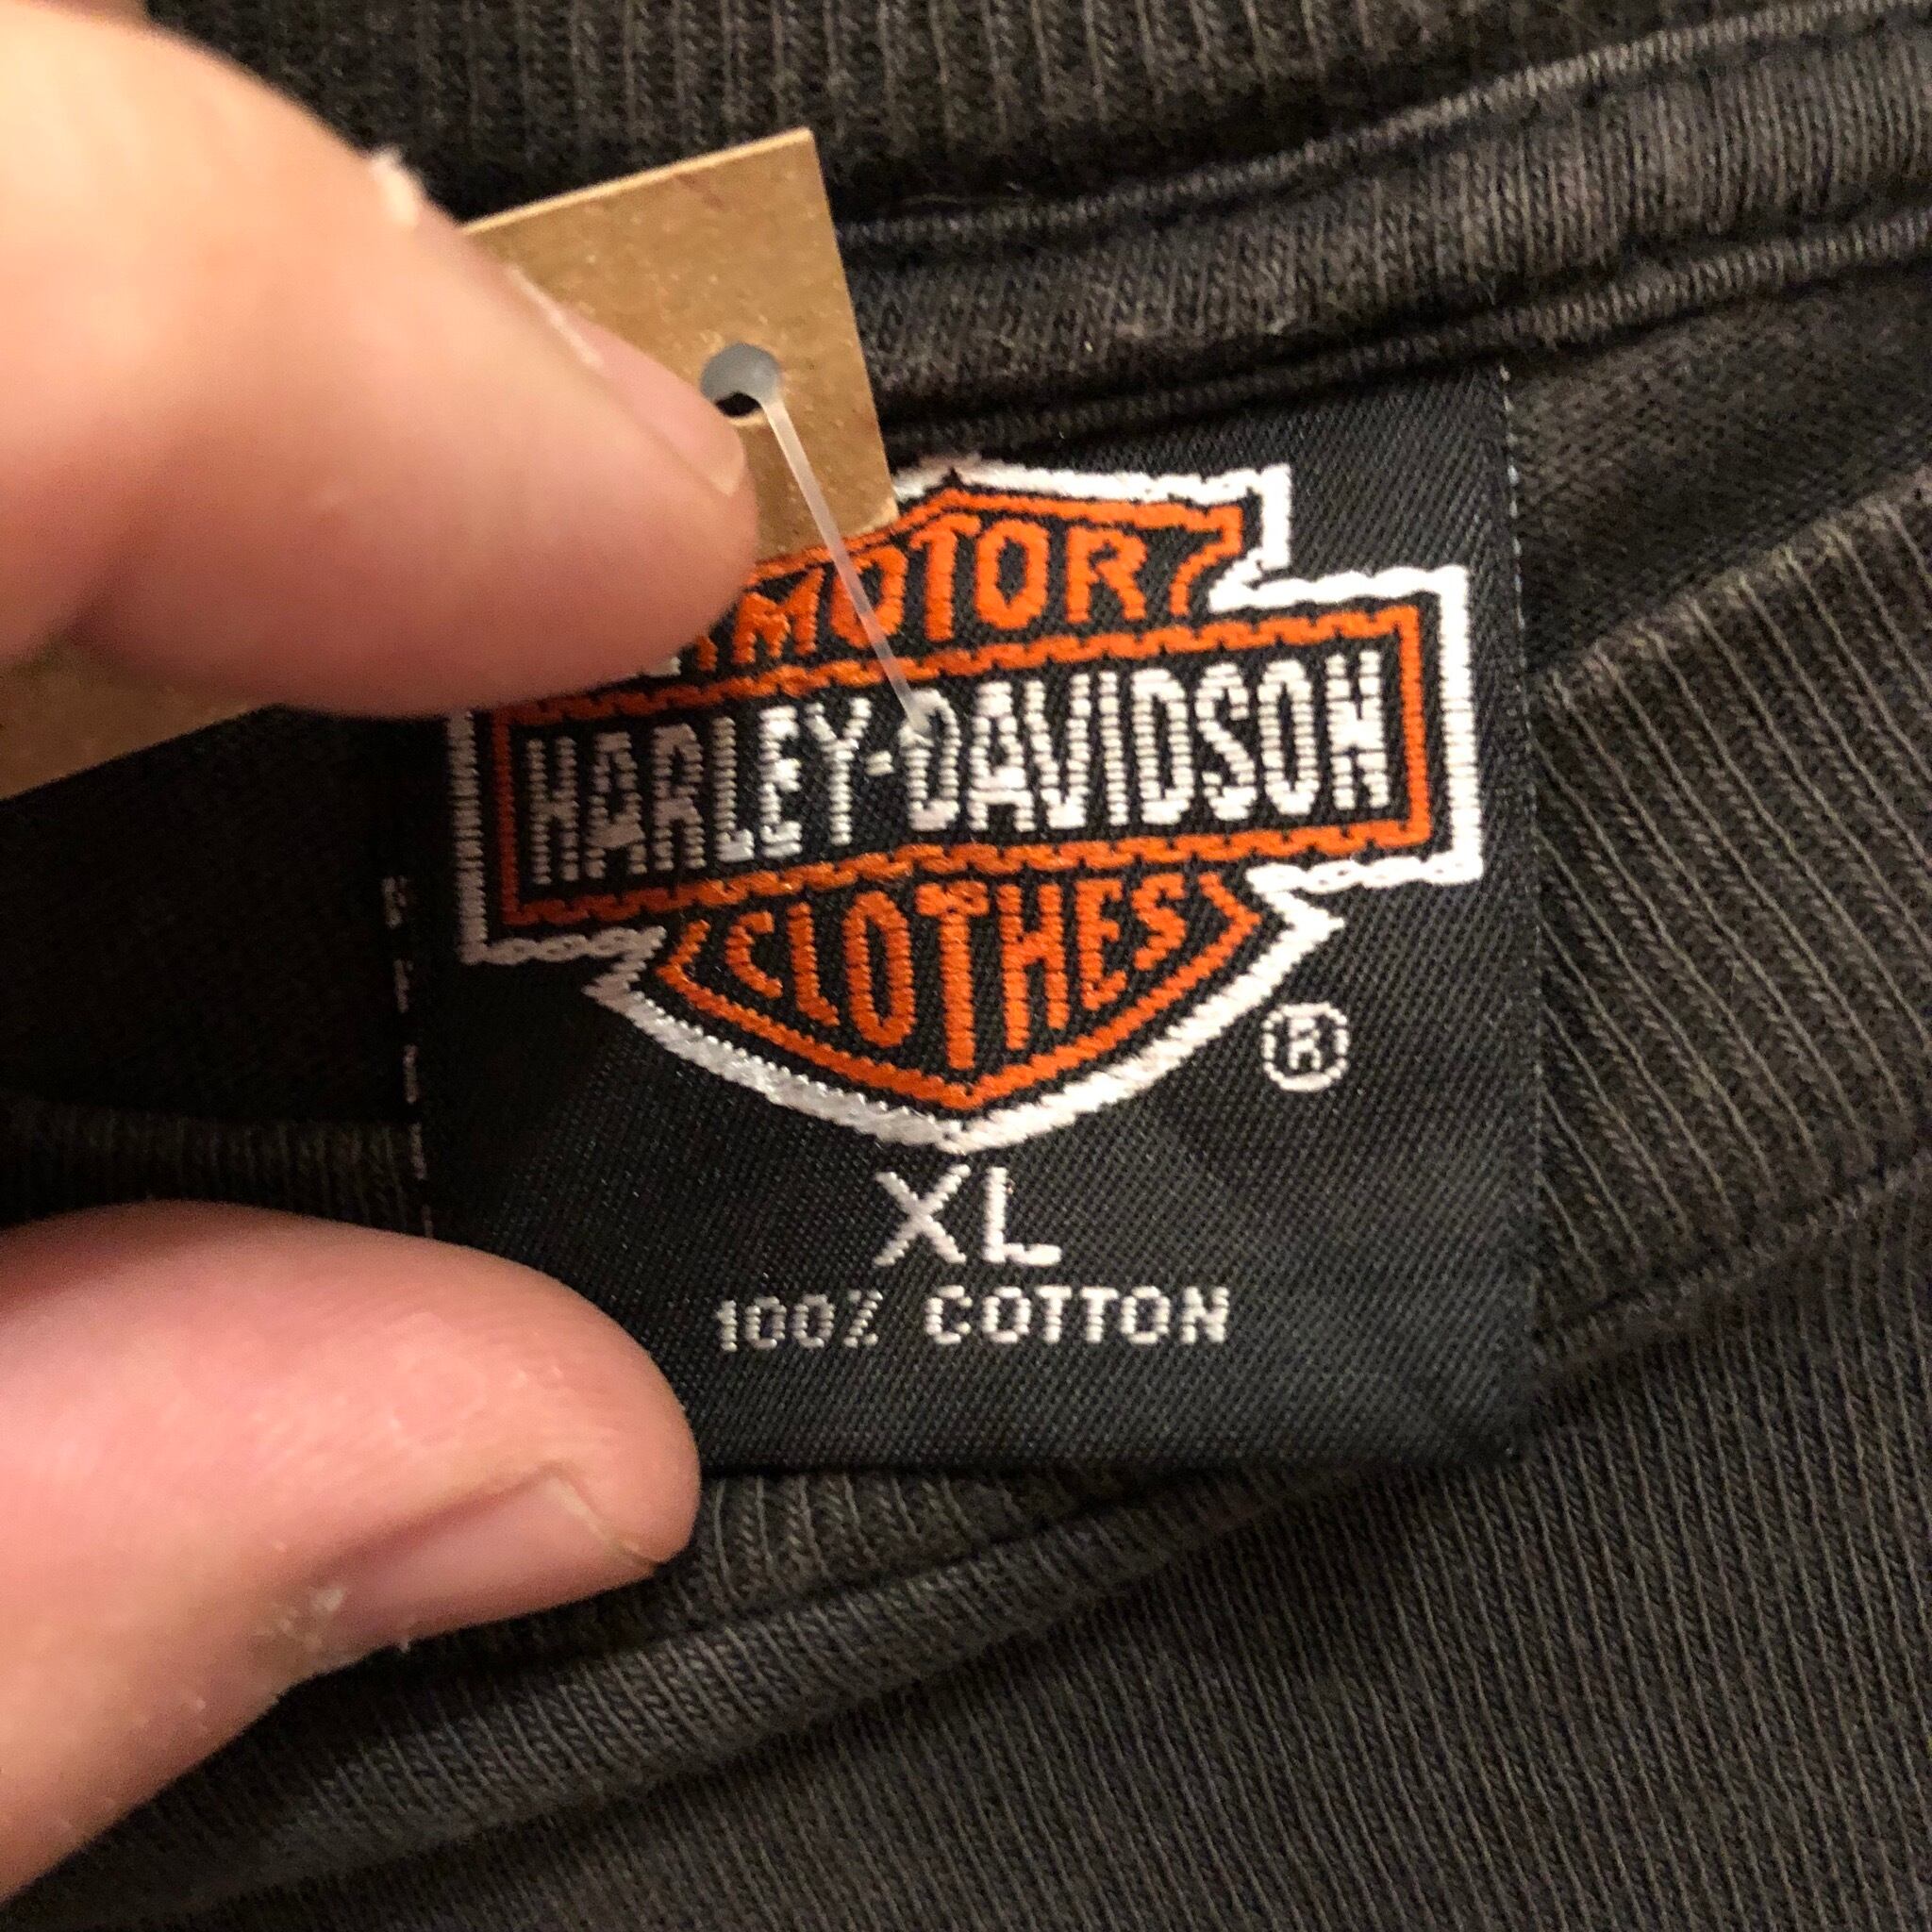 MOTOR
HARLEY-DAVIDSON
CLOTHES
®
XL
100% COTTON